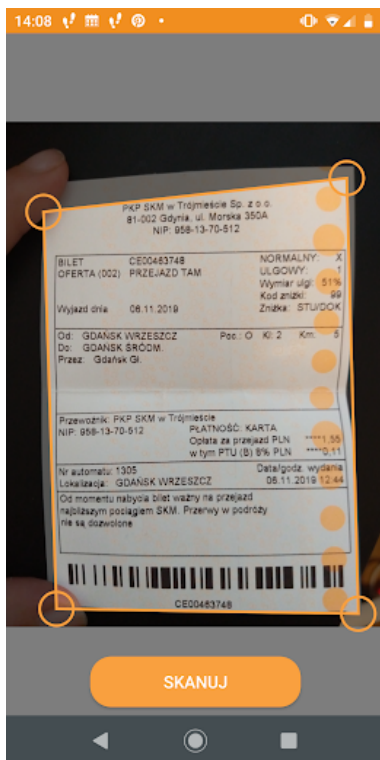 14:08
PKP SKM w Trójmieście Sp. z o.o.
81-002 Gdynia, ul. Morska 350A
NIP: 958-13-70-512
BILET CE00463748 NORMALNY: X
OFERTA (002) PRZEJAZD TAM ULGOWY: 1
Wymiar ulgi: 51%
Kod zniżki: 99
Wyjazd dnia 06.11.2019 Zniżka: STU/DOK
Od: GDAŃSK WRZESZCZ Poc.: O Kl: 2 Km. 5
Do: GDAŃSK ŚRÓDM.
Przez: Gdańsk Gł.
Przewoźnik: PKP SKM w Trójmieście
NIP: 958-13-70-512 PŁATNOŚĆ: KARTA
Opłata za przejazd PLN ****1,55
w tym PTU (B) 8% PLN ****0,11
Nr automatu: 1305 Data/godz. wydania
Lokalizacja: GDAŃSK WRZESZCZ 06.11.2019 12:44
Od momentu nabycia bilet ważny na przejazd
najbliższym pociągiem SKM. Przerwy w podróży
nie są dozwolone
CE00463748
SKANUJ